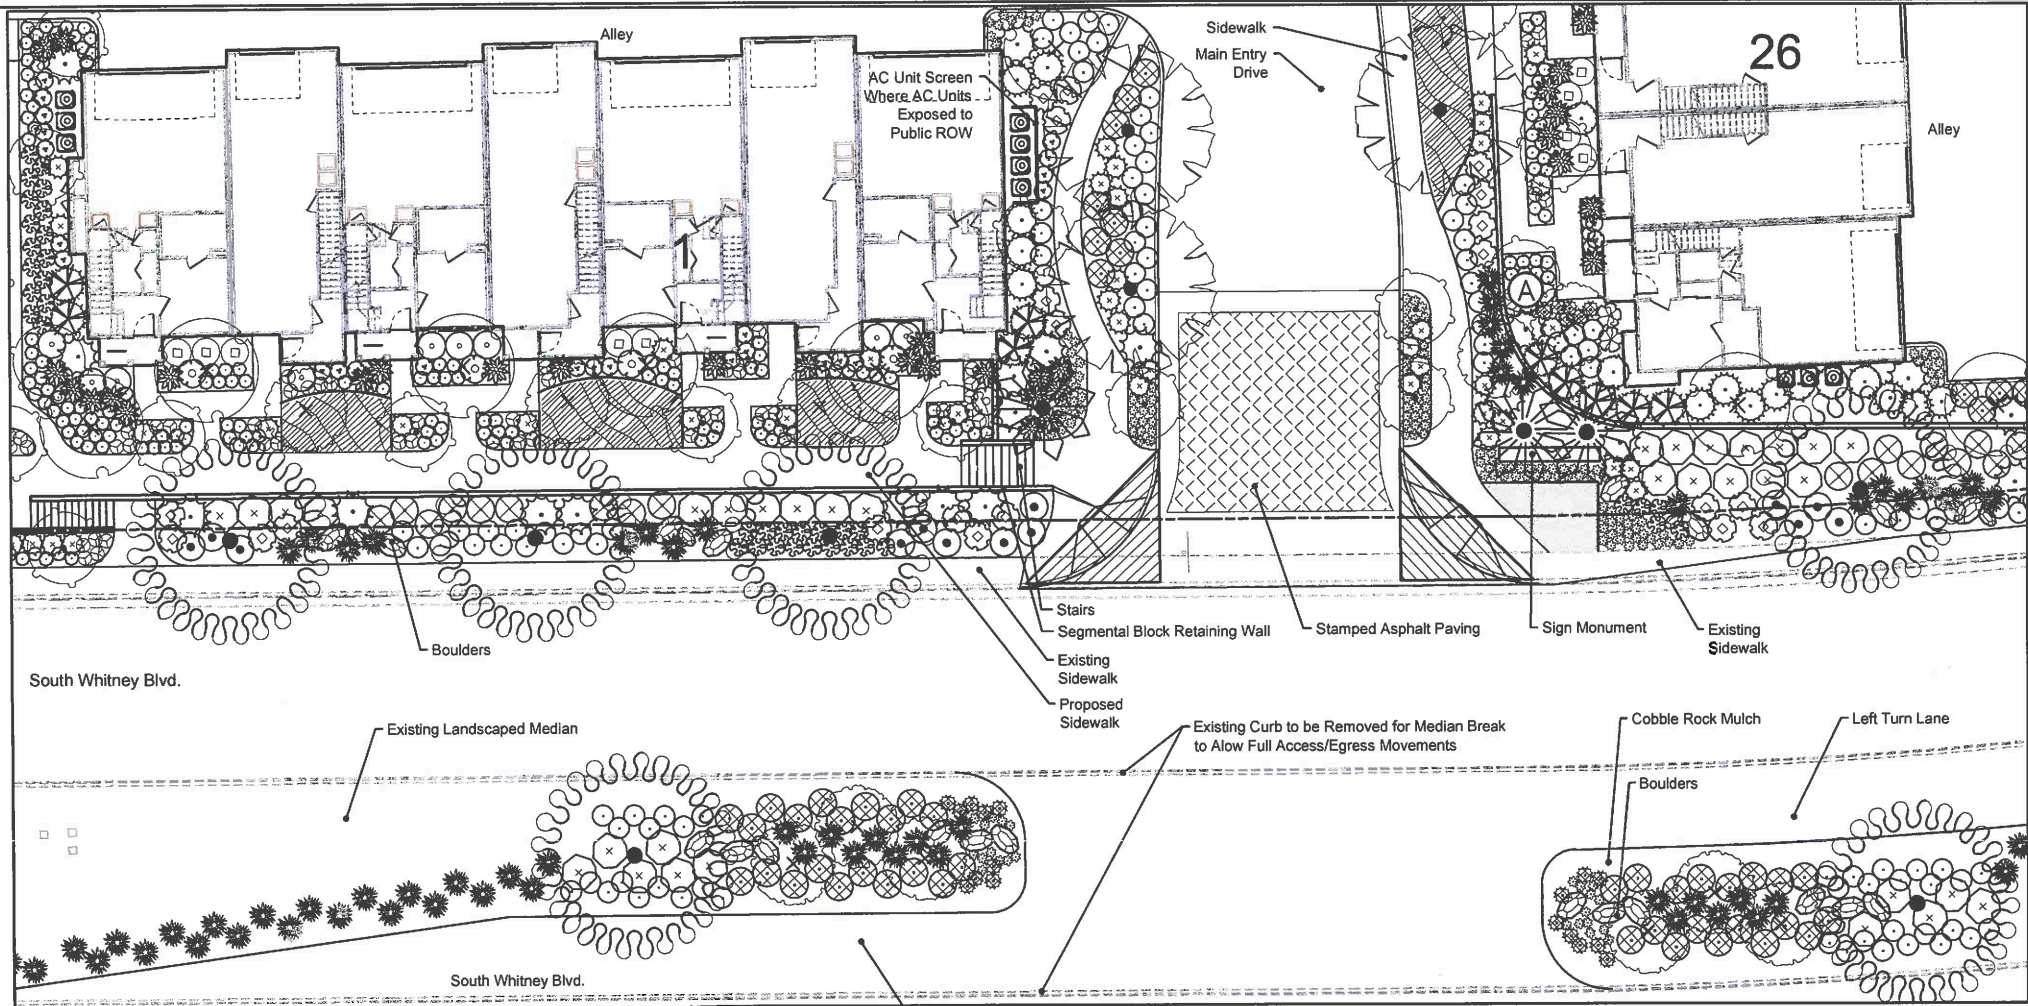 Alley
Sidewalk
Main Entry
Drive
26
AC Unit Screen
Where AC Units
Exposed to
Public ROW
Alley
1
A
Stairs
Segmental Block Retaining Wall
Stamped Asphalt Paving
Sign Monument
Existing
Sidewalk
Boulders
Existing
Sidewalk
South Whitney Blvd.
Proposed
Sidewalk
Existing Landscaped Median
Existing Curb to be Removed for Median Break
to Alow Full Access/Egress Movements
Cobble Rock Mulch
Left Turn Lane
Boulders
South Whitney Blvd.